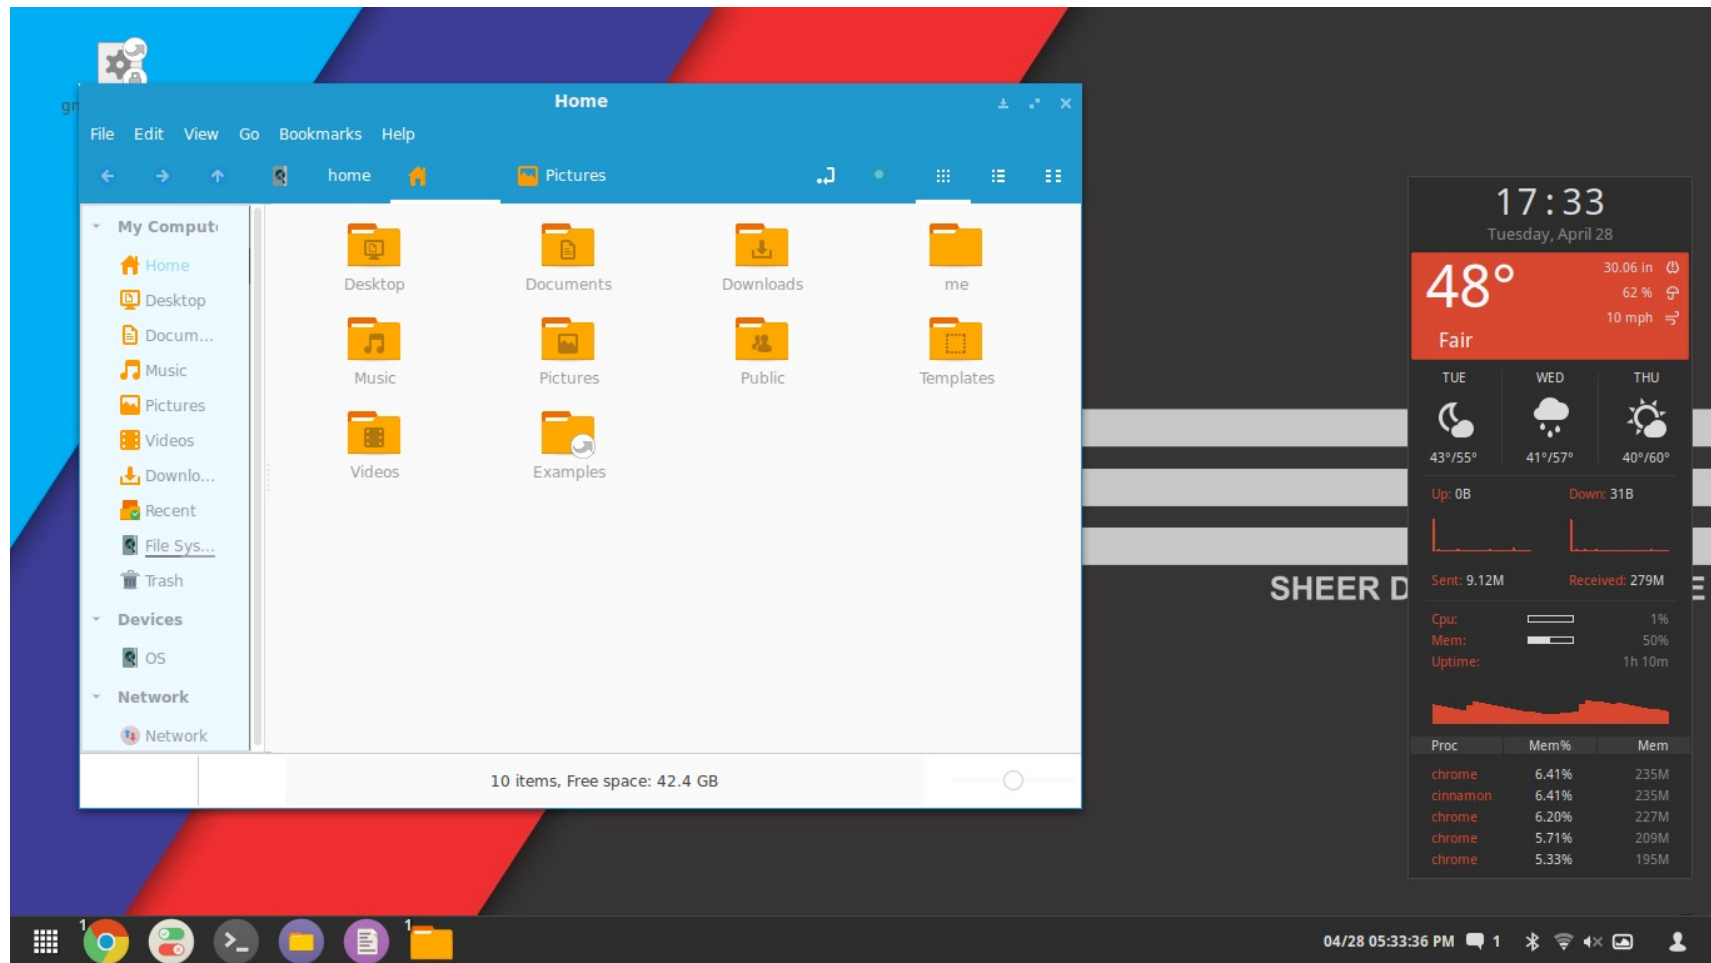 gn
Home
File Edit View Go Bookmarks Help
home Pictures
My Comput
Home
Desktop
Docum...
Music
Pictures
Videos
Downlo...
Recent
File Sys...
Trash
Devices
OS
Network
Network
Desktop Documents Downloads me
Music Pictures Public Templates
Videos Examples
10 items, Free space: 42.4 GB
SHEER D
E
17:33
Tuesday, April 28
48°
30.06 in
62 %
10 mph
Fair
TUE WED THU
43°/55° 41°/57° 40°/60°
Up: 0B Down: 31B
Sent: 9.12M Received: 279M
Cpu: 1%
Mem: 50%
Uptime: 1h 10m
Proc Mem% Mem
chrome 6.41% 235M
cinnamon 6.41% 235M
chrome 6.20% 227M
chrome 5.71% 209M
chrome 5.33% 195M
1 1
04/28 05:33:36 PM 1